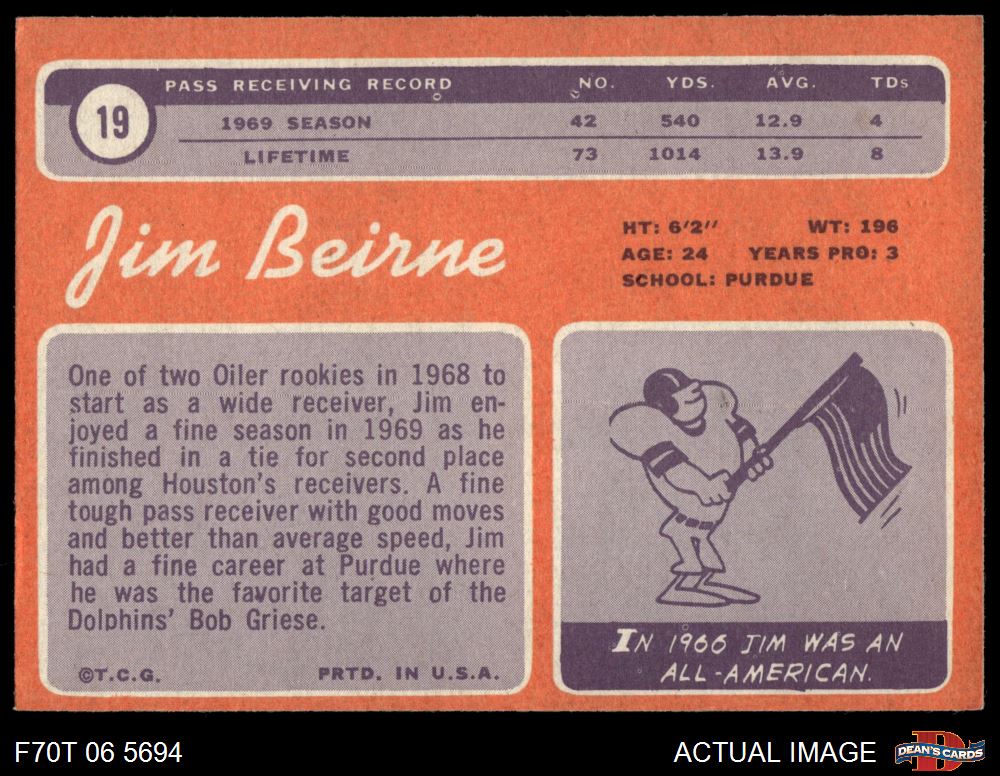 19
PASS RECEIVING RECORD NO. YDS. AVG. TDs
1969 SEASON 42 540 12.9 4
LIFETIME 73 1014 13.9 8
Jim Beirne
HT: 6'2" WT: 196
AGE: 24 YEARS PRO: 3
SCHOOL: PURDUE
One of two Oiler rookies in 1968 to
start as a wide receiver, Jim en-
joyed a fine season in 1969 as he
finished in a tie for second place
among Houston's receivers. A fine
tough pass receiver with good moves
and better than average speed, Jim
had a fine career at Purdue where
he was the favorite target of the
Dolphins' Bob Griese.
©T.C.G. PRTD. IN U.S.A.
IN 1966 JIM WAS AN
ALL-AMERICAN.
F70T 06 5694 ACTUAL IMAGE DEAN'S CARDS